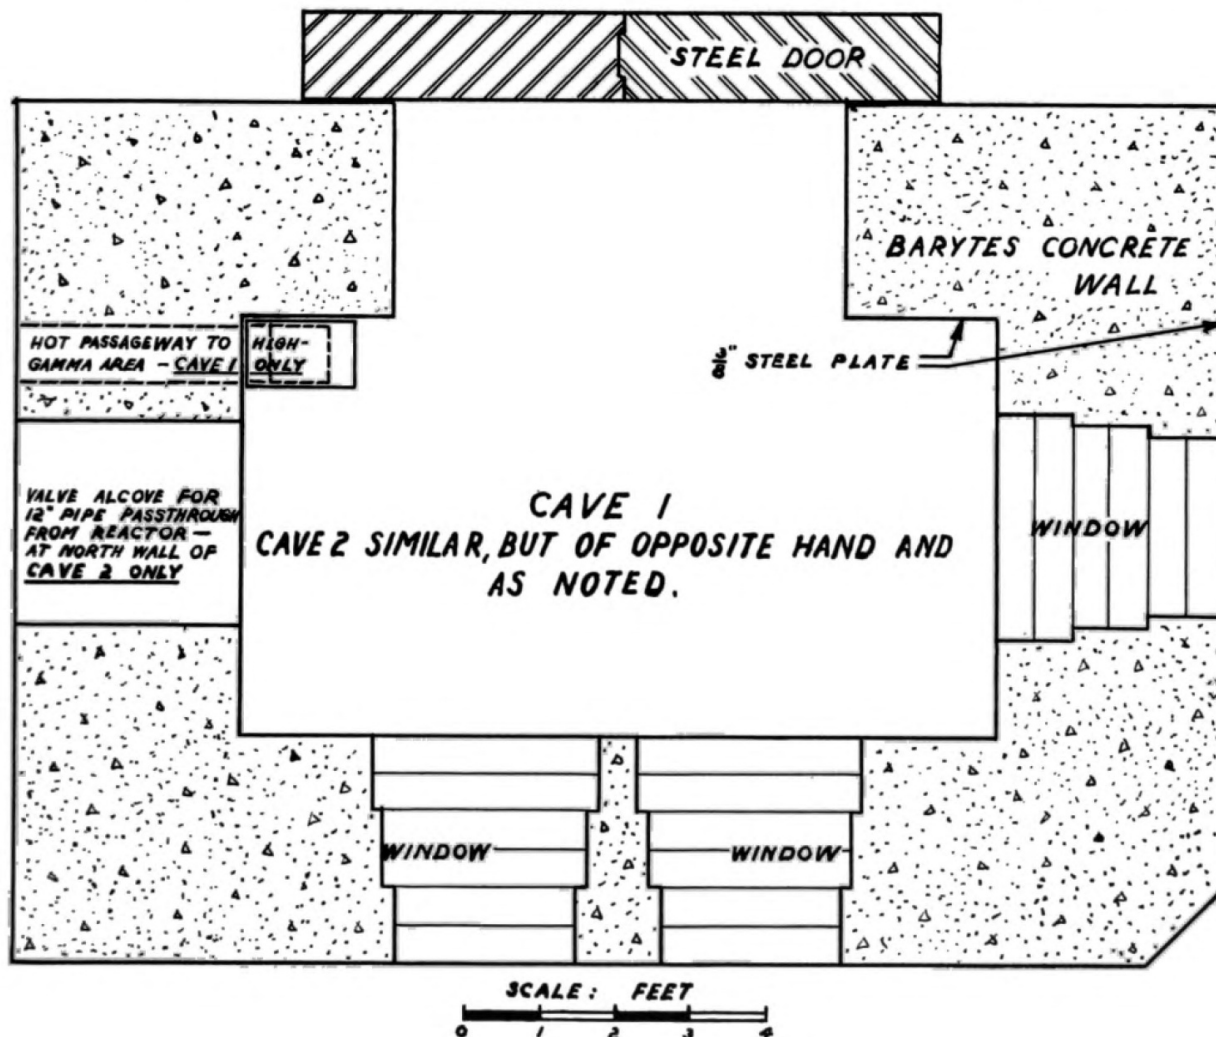 STEEL DOOR
BARYTES CONCRETE
WALL
HOT PASSAGEWAY TO HIGH-
GAMMA AREA - CAVE 1 ONLY
STEEL PLATE
VALVE ALCOVE FOR
12" PIPE PASSTHROUGH
FROM REACTOR —
AT NORTH WALL OF
CAVE 2 ONLY
CAVE 1
CAVE 2 SIMILAR, BUT OF OPPOSITE HAND AND
AS NOTED.
WINDOW
WINDOW
WINDOW
SCALE: FEET
0 1 2 3 4